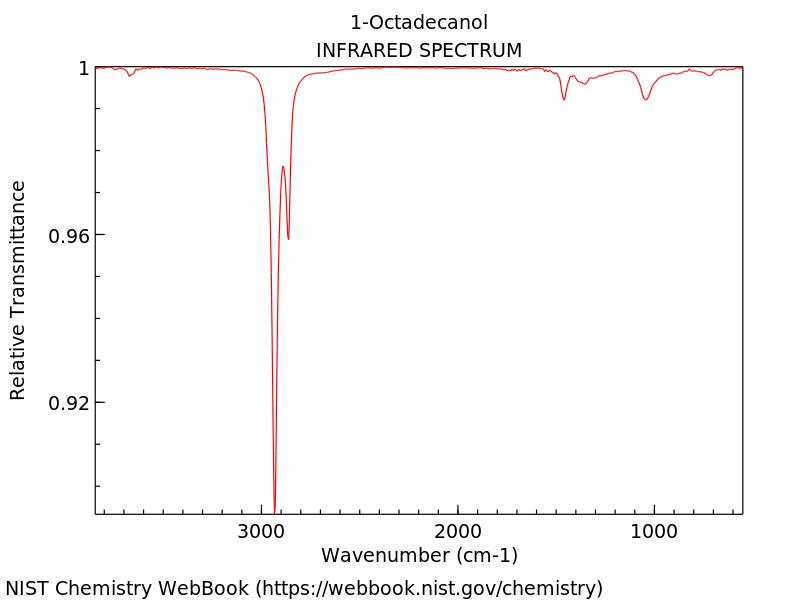 1-Octadecanol
INFRARED SPECTRUM
1
0.96
0.92
Relative Transmittance
3000 2000 1000
Wavenumber (cm-1)
NIST Chemistry WebBook (https://webbook.nist.gov/chemistry)